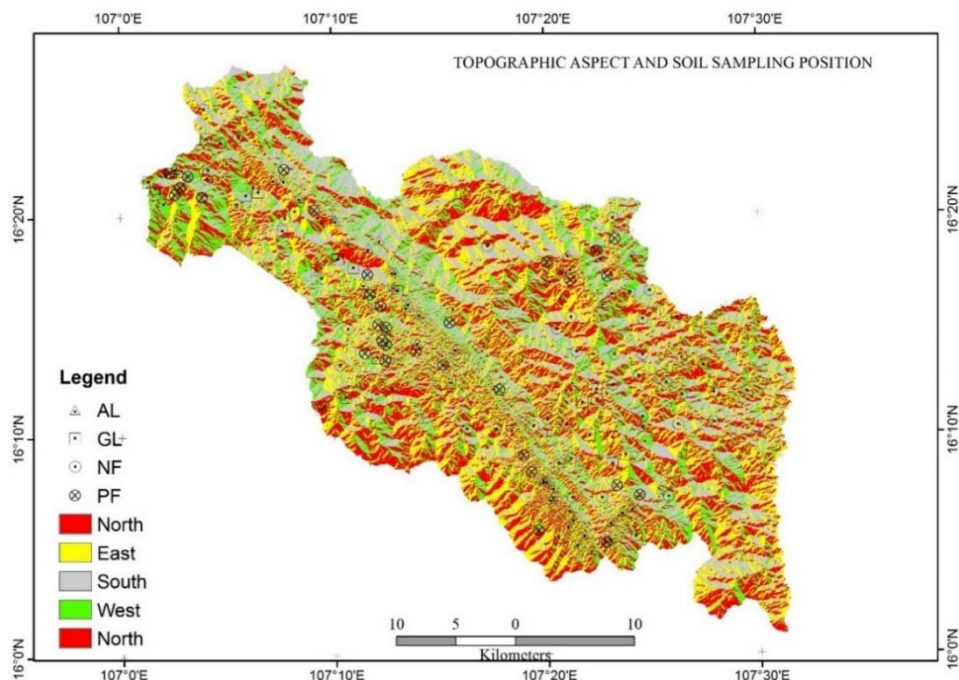 107°0'E 107°10'E 107°20'E 107°30'E
TOPOGRAPHIC ASPECT AND SOIL SAMPLING POSITION
16°20'N 16°20'N
16°10'N 16°10'N
16°0'N 16°0'N
Legend
AL
GL
NF
PF
North
East
South
West
North
10 5 0 10
Kilometers
107°0'E 107°10'E 107°20'E 107°30'E